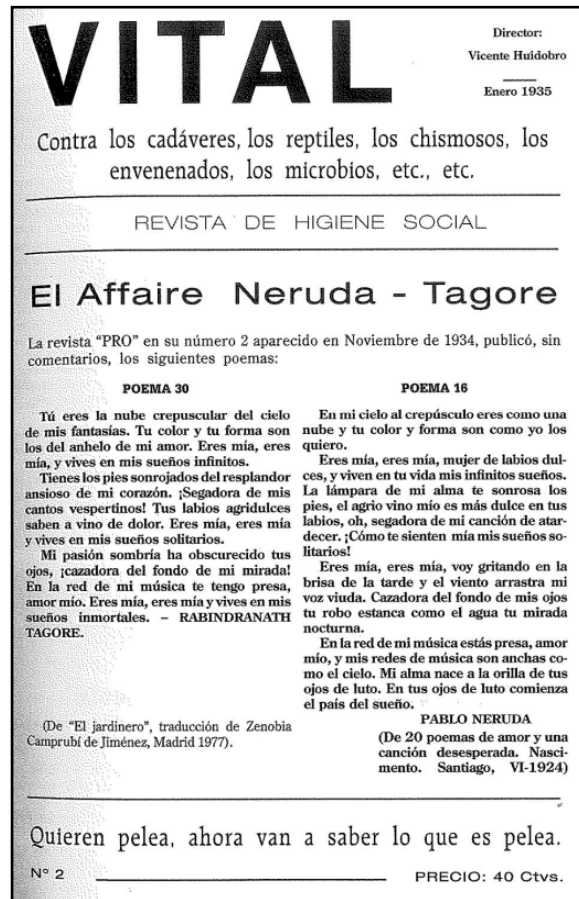 VITAL
Director:
Vicente Huidobro
Enero 1935
Contra los cadáveres, los reptiles, los chismosos, los
envenenados, los microbios, etc., etc.
REVISTA DE HIGIENE SOCIAL
El Affaire Neruda - Tagore
La revista "PRO" en su número 2 aparecido en Noviembre de 1934, publicó, sin
comentarios, los siguientes poemas:
POEMA 30
Tú eres la nube crepuscular del cielo
de mis fantasías. Tu color y tu forma son
los del anhelo de mi amor. Eres mía, eres
mía, y vives en mis sueños infinitos.
Tienes los pies sonrojados del resplandor
ansioso de mi corazón. ¡Segadora de mis
cantos vespertinos! Tus labios agridulces
saben a vino de dolor. Eres mía, eres mía
y vives en mis sueños solitarios.
Mi pasión sombría ha obscurecido tus
ojos, ¡cazadora del fondo de mi mirada!
En la red de mi música te tengo presa,
amor mío. Eres mía, eres mía y vives en mis
sueños inmortales. – RABINDRANATH
TAGORE.
(De "El jardinero", traducción de Zenobia
Camprubí de Jiménez, Madrid 1977).
POEMA 16
En mi cielo al crepúsculo eres como una
nube y tu color y forma son como yo los
quiero.
Eres mía, eres mía, mujer de labios dul-
ces, y viven en tu vida mis infinitos sueños.
La lámpara de mi alma te sonrosa los
pies, el agrio vino mío es más dulce en tus
labios, oh, segadora de mi canción de atar-
decer. ¡Cómo te sienten mía mis sueños so-
litarios!
Eres mía, eres mía, voy gritando en la
brisa de la tarde y el viento arrastra mi
voz viuda. Cazadora del fondo de mis ojos
tu robo estanca como el agua tu mirada
nocturna.
En la red de mi música estás presa, amor
mío, y mis redes de música son anchas co-
mo el cielo. Mi alma nace a la orilla de tus
ojos de luto. En tus ojos de luto comienza
el país del sueño.
PABLO NERUDA
(De 20 poemas de amor y una
canción desesperada. Nasci-
mento. Santiago, VI-1924)
Quieren pelea, ahora van a saber lo que es pelea.
N° 2
PRECIO: 40 Ctvs.